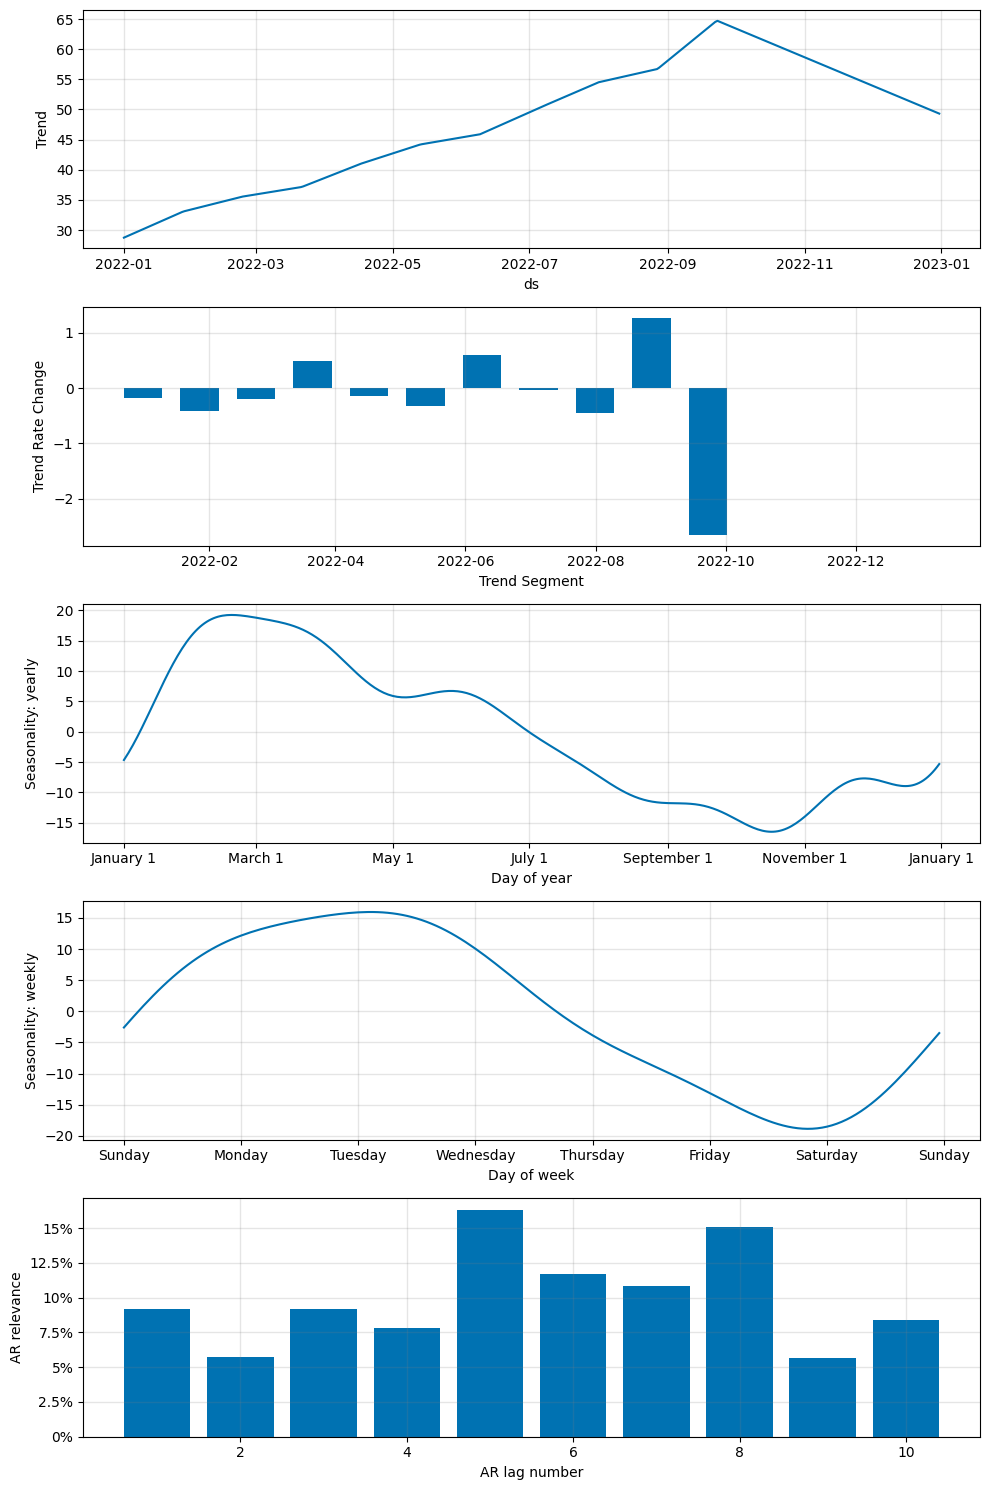 65
60
55
50
45
40
35
30
Trend
2022-01 2022-03 2022-05 2022-07 2022-09 2022-11 2023-01
ds
1
0
−1
−2
Trend Rate Change
2022-02 2022-04 2022-06 2022-08 2022-10 2022-12
Trend Segment
20
15
10
5
0
−5
−10
−15
Seasonality: yearly
January 1 March 1 May 1 July 1 September 1 November 1 January 1
Day of year
15
10
5
0
−5
−10
−15
−20
Seasonality: weekly
Sunday Monday Tuesday Wednesday Thursday Friday Saturday Sunday
Day of week
15%
12.5%
10%
7.5%
5%
2.5%
0%
AR relevance
2 4 6 8 10
AR lag number